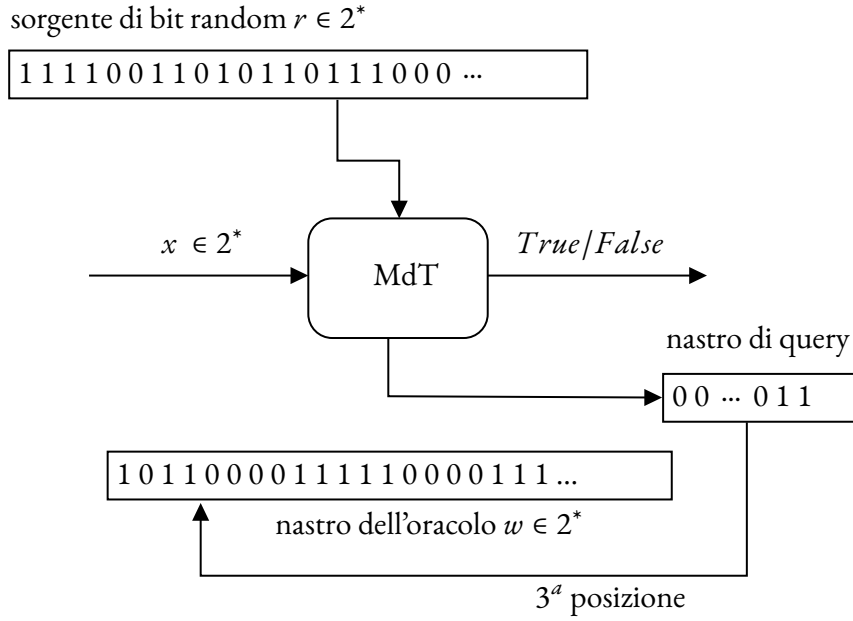 sorgente di bit random r ∈ 2*
1 1 1 1 0 0 1 1 0 1 0 1 1 0 1 1 1 0 0 0 ...
x ∈ 2*
True/False
MdT
nastro di query
0 0 ... 0 1 1
1 0 1 1 0 0 0 0 1 1 1 1 1 0 0 0 0 1 1 1 ...
nastro dell'oracolo w ∈ 2*
3ª posizione